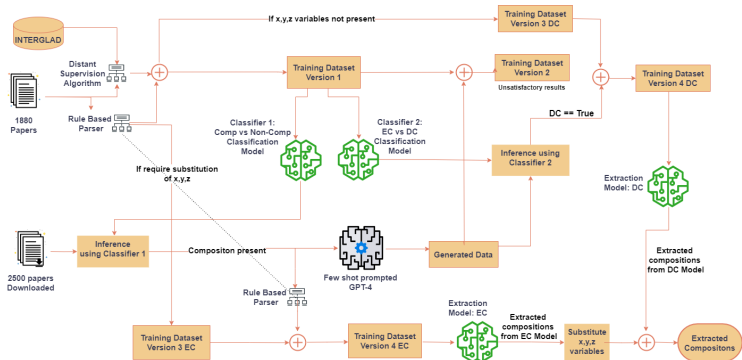 If x,y,z variables not present
Training Dataset
Version 3 DC
INTERGLAD
Distant
Supervision
Algorithm
Training Dataset
Version 1
Training Dataset
Version 2
Unsatisfactory results
Training Dataset
Version 4 DC
1880
Papers
Rule Based
Parser
Classifier 1:
Comp vs Non-Comp
Classification
Model
Classifier 2:
EC vs DC
Classification
Model
DC == True
Inference using
Classifier 2
If require substitution
of x,y,z
Extraction
Model: DC
Inference
using Classifier 1
Compositon present
Generated Data
2500 papers
Downloaded
Few shot prompted
GPT-4
Extracted
compositions
from DC Model
Rule Based
Parser
Extraction
Model: EC
Extracted
compositions
from EC Model
Training Dataset
Version 3 EC
Training Dataset
Version 4 EC
Substitute
x,y,z
variables
Extracted
Compositons